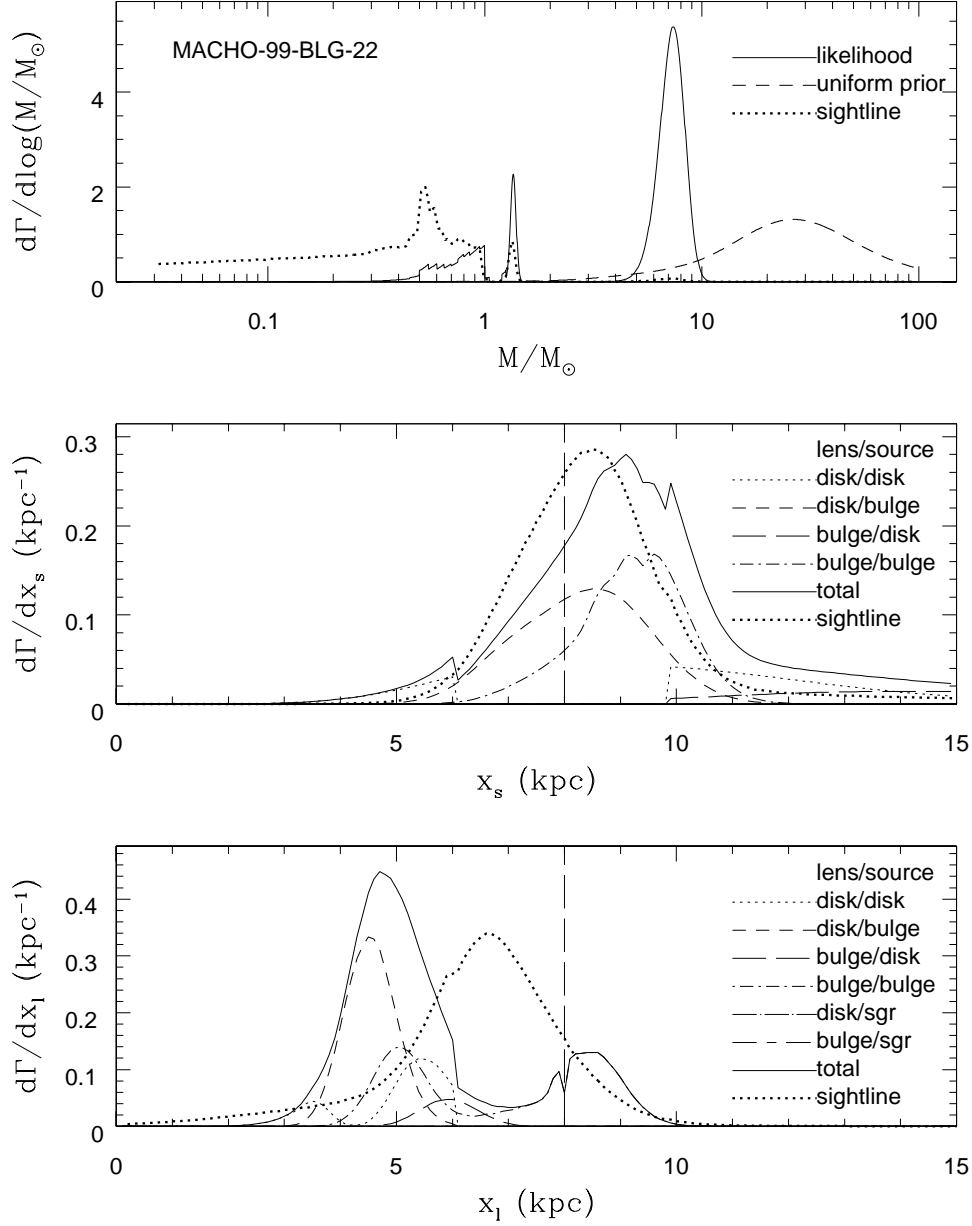 MACHO-99-BLG-22
likelihood
uniform prior
sightline
dΓ/dlog(M/M⊙)
0
2
4
0.1
1
10
100
M/M⊙
lens/source
disk/disk
disk/bulge
bulge/disk
bulge/bulge
total
sightline
dΓ/dxs (kpc⁻¹)
0
0.1
0.2
0.3
0
5
10
15
xs (kpc)
lens/source
disk/disk
disk/bulge
bulge/disk
bulge/bulge
disk/sgr
bulge/sgr
total
sightline
dΓ/dxl (kpc⁻¹)
0
0.2
0.4
0
5
10
15
xl (kpc)